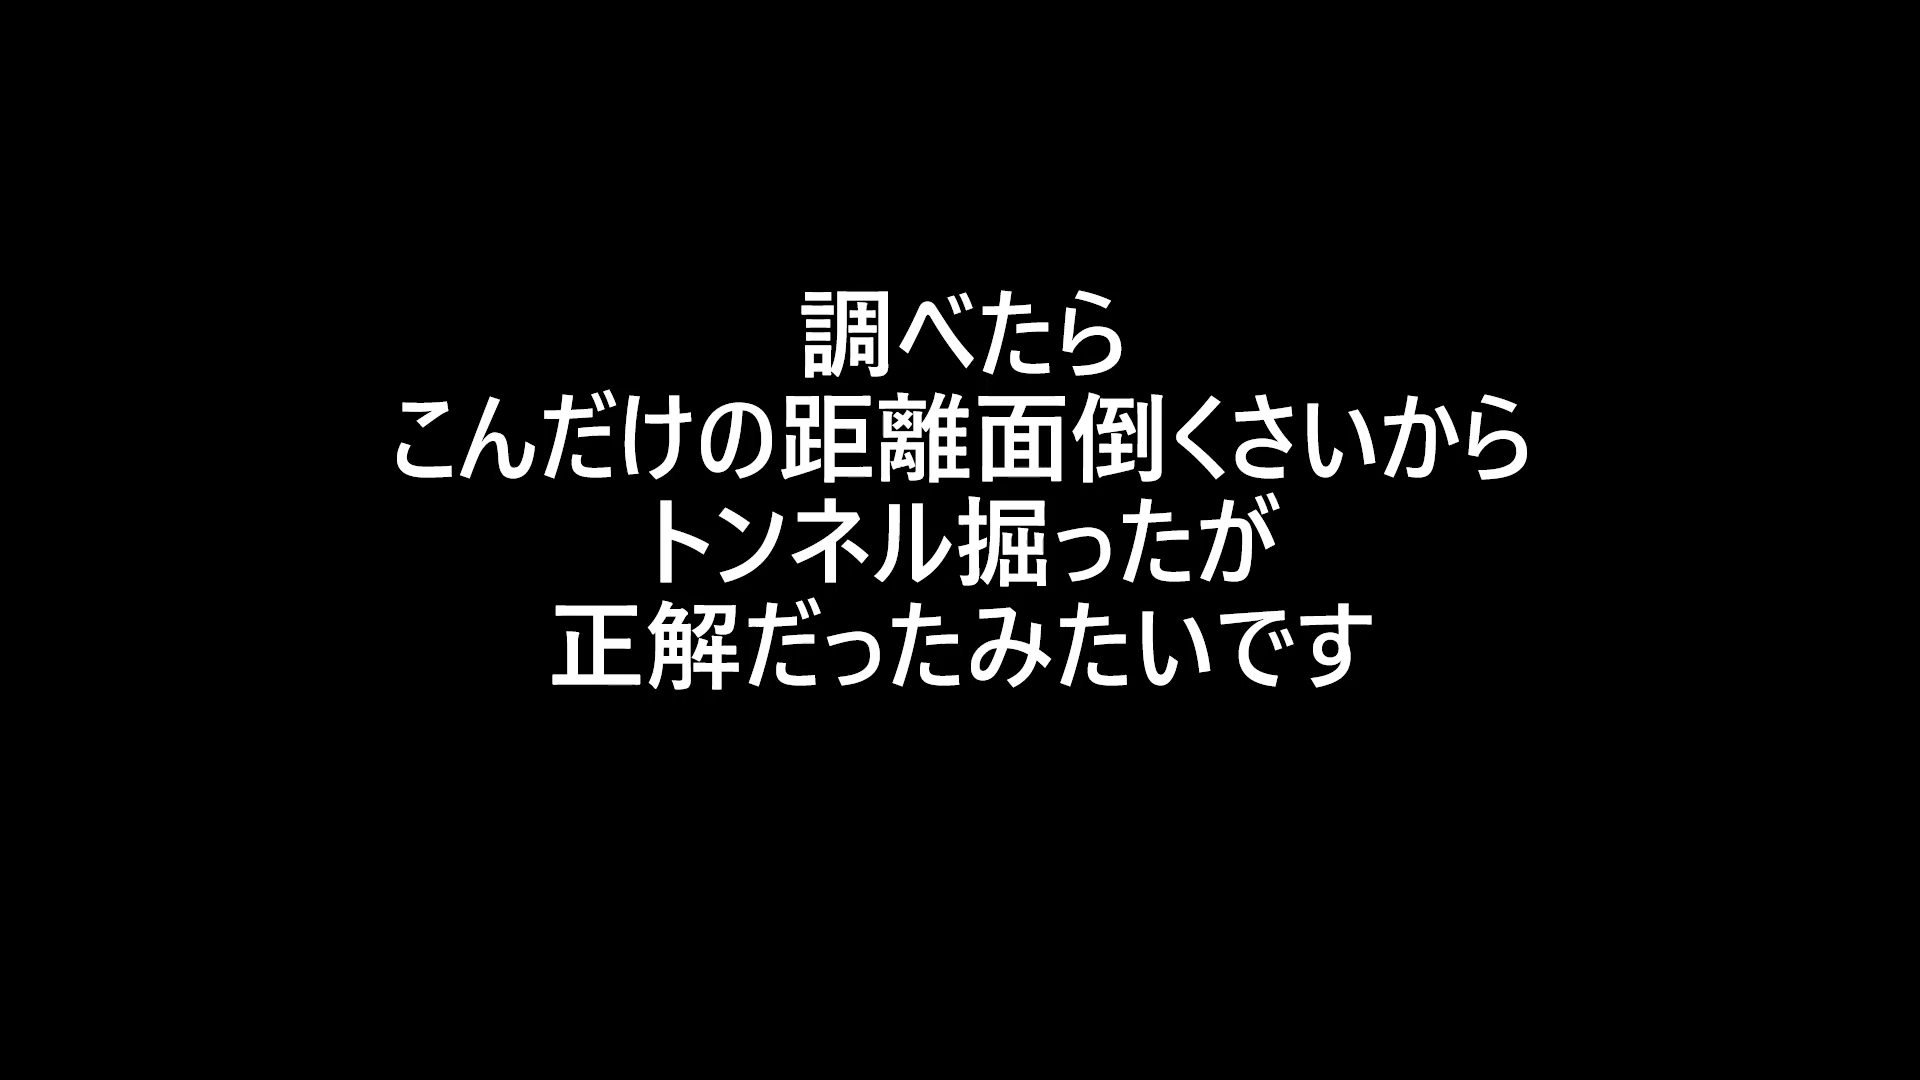 調べたら
こんだけの距離面倒くさいから
トンネル掘ったが
正解だったみたいです